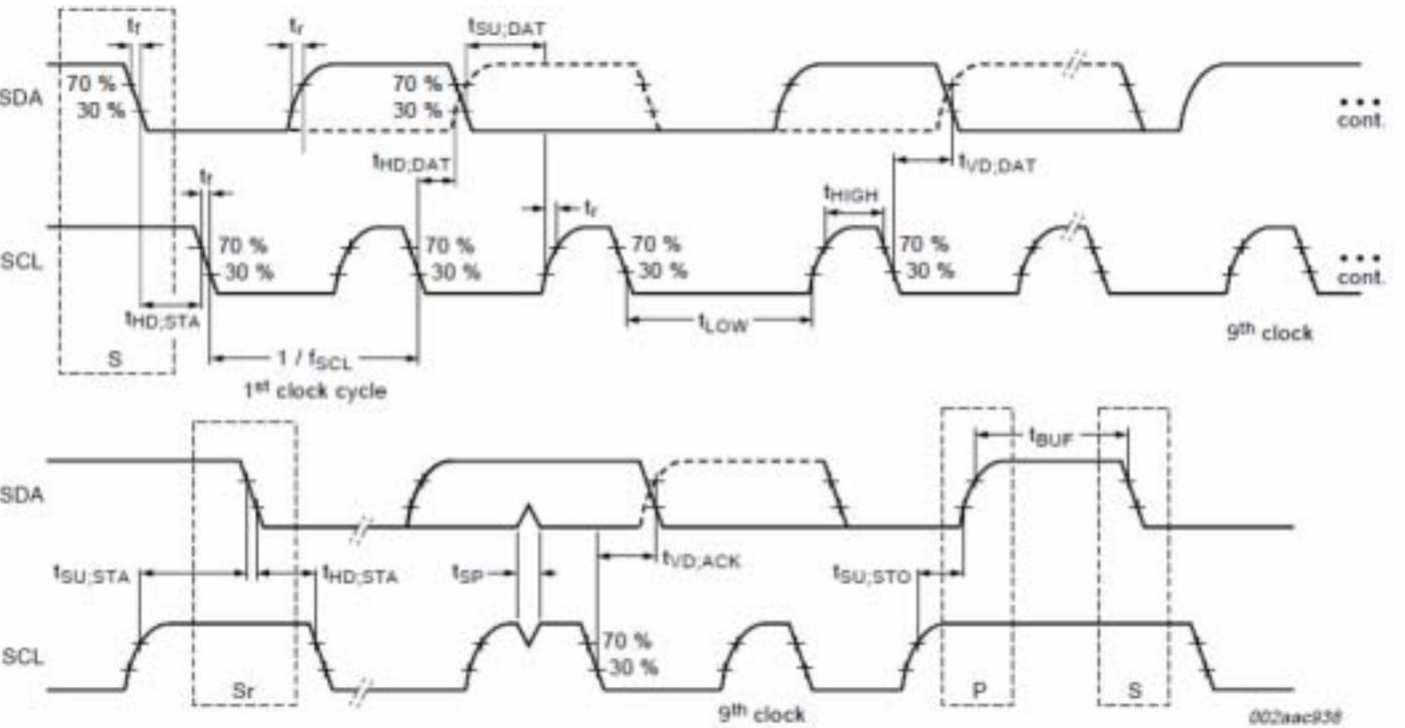 tf tr tSU;DAT
70 % 70 %
SDA
30 % 30 %
cont.
tHD;DAT tVD;DAT
tf tHIGH
tr
70 % 70 % 70 % 70 %
SCL
30 % 30 % 30 % 30 %
cont.
tHD;STA tLOW
9th clock
S 1 / fSCL
1st clock cycle
tBUF
SDA
tSU;STA tHD;STA tSP tVD;ACK tSU;STO
70 %
SCL
30 %
Sr P S
9th clock 002aac938